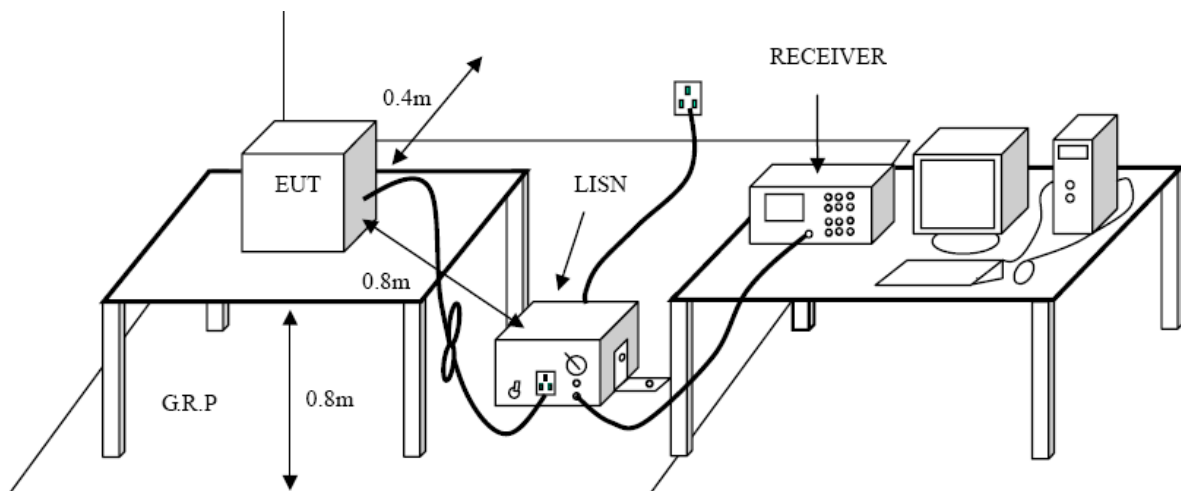 RECEIVER
0.4m
EUT
LISN
0.8m
G.R.P
0.8m